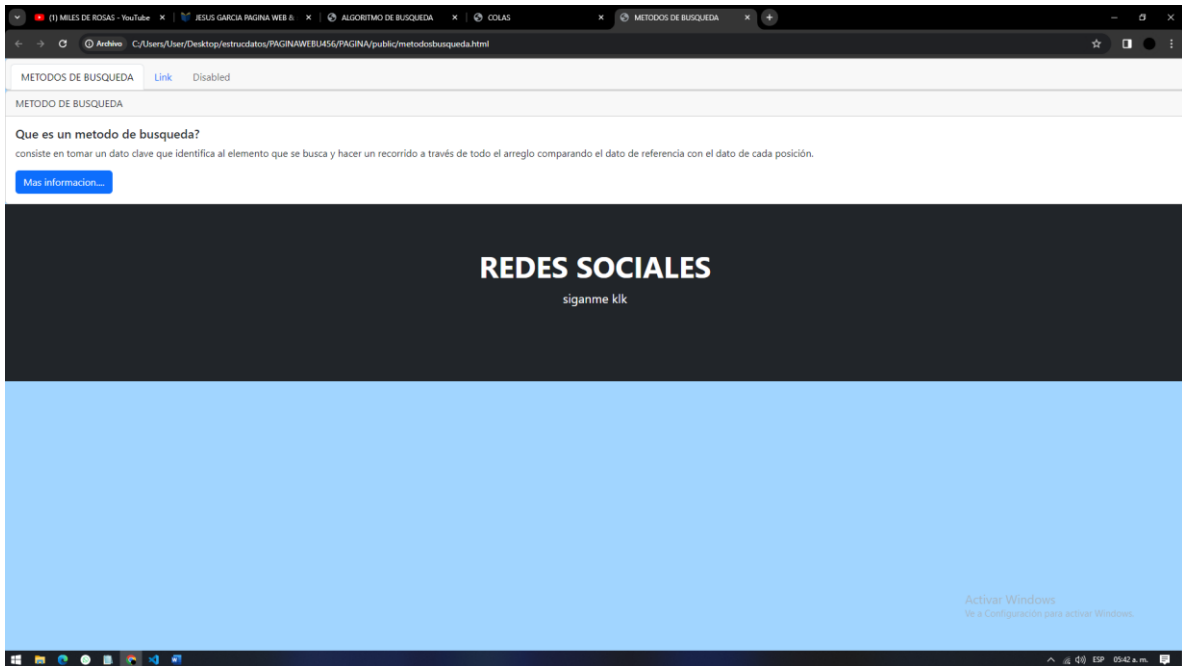 (1) MILES DE ROSAS - YouTube
JESUS GARCIA PAGINA WEB &
ALGORITMO DE BUSQUEDA
COLAS
METODOS DE BUSQUEDA
Archivo C:/Users/User/Desktop/estrucdatos/PAGINAWEBU456/PAGINA/public/metodosbusqueda.html
METODOS DE BUSQUEDA Link Disabled
METODO DE BUSQUEDA
Que es un metodo de busqueda?
consiste en tomar un dato clave que identifica al elemento que se busca y hacer un recorrido a través de todo el arreglo comparando el dato de referencia con el dato de cada posición.
Mas informacion....
REDES SOCIALES
siganme klk
Activar Windows
Ve a Configuración para activar Windows.
ESP 05:42 a. m.